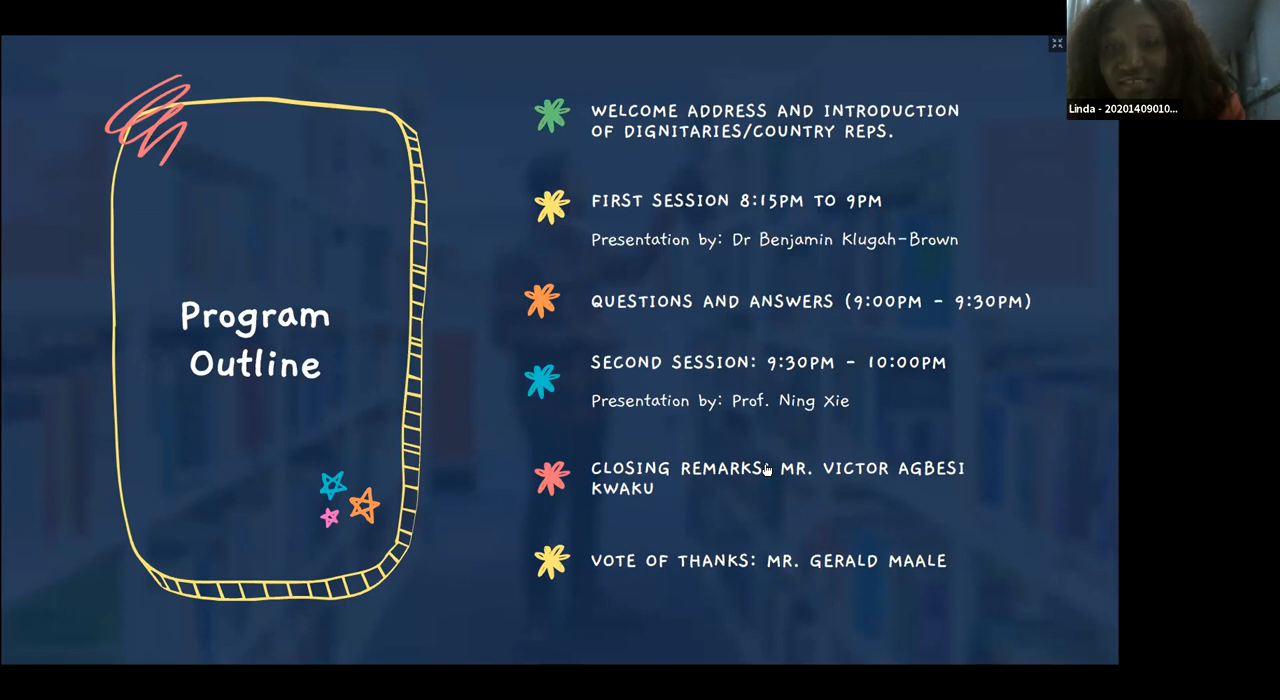 Program
Outline
WELCOME ADDRESS AND INTRODUCTION
OF DIGNITARIES/COUNTRY REPS.
FIRST SESSION 8:15PM TO 9PM
Presentation by: Dr Benjamin Klugah-Brown
QUESTIONS AND ANSWERS (9:00PM - 9:30PM)
SECOND SESSION: 9:30PM - 10:00PM
Presentation by: Prof. Ning Xie
CLOSING REMARKS: MR. VICTOR AGBESI
KWAKU
VOTE OF THANKS: MR. GERALD MAALE
Linda - 20201409010...